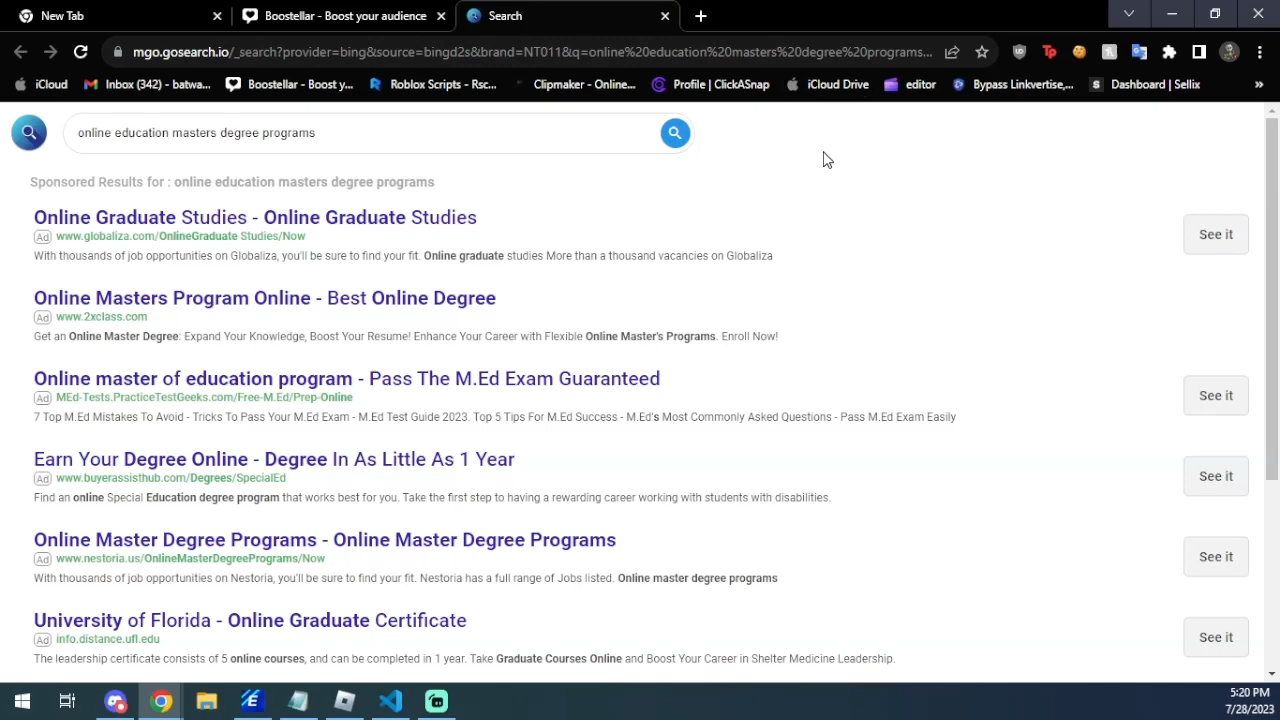 New Tab
Boostellar - Boost your audience
Search
mgo.gosearch.io/_search?provider=bing&source=bingd2s&brand=NT011&q=online%20education%20masters%20degree%20programs...
iCloud
Inbox (342) - batwa...
Boostellar - Boost y...
Roblox Scripts - Rsc...
Clipmaker - Online...
Profile | ClickASnap
iCloud Drive
editor
Bypass Linkvertise,...
Dashboard | Sellix
»
online education masters degree programs
Sponsored Results for : online education masters degree programs
Online Graduate Studies - Online Graduate Studies
Ad www.globaliza.com/OnlineGraduate Studies/Now
With thousands of job opportunities on Globaliza, you'll be sure to find your fit. Online graduate studies More than a thousand vacancies on Globaliza
See it
Online Masters Program Online - Best Online Degree
Ad www.2xclass.com
Get an Online Master Degree: Expand Your Knowledge, Boost Your Resume! Enhance Your Career with Flexible Online Master's Programs. Enroll Now!
Online master of education program - Pass The M.Ed Exam Guaranteed
Ad MEd-Tests.PracticeTestGeeks.com/Free-M.Ed/Prep-Online
7 Top M.Ed Mistakes To Avoid - Tricks To Pass Your M.Ed Exam - M.Ed Test Guide 2023. Top 5 Tips For M.Ed Success - M.Ed's Most Commonly Asked Questions - Pass M.Ed Exam Easily
See it
Earn Your Degree Online - Degree In As Little As 1 Year
Ad www.buyerassisthub.com/Degrees/SpecialEd
Find an online Special Education degree program that works best for you. Take the first step to having a rewarding career working with students with disabilities.
See it
Online Master Degree Programs - Online Master Degree Programs
Ad www.nestoria.us/OnlineMasterDegreePrograms/Now
With thousands of job opportunities on Nestoria, you'll be sure to find your fit. Nestoria has a full range of Jobs listed. Online master degree programs
See it
University of Florida - Online Graduate Certificate
Ad info.distance.ufl.edu
The leadership certificate consists of 5 online courses, and can be completed in 1 year. Take Graduate Courses Online and Boost Your Career in Shelter Medicine Leadership.
See it
5:20 PM
7/28/2023